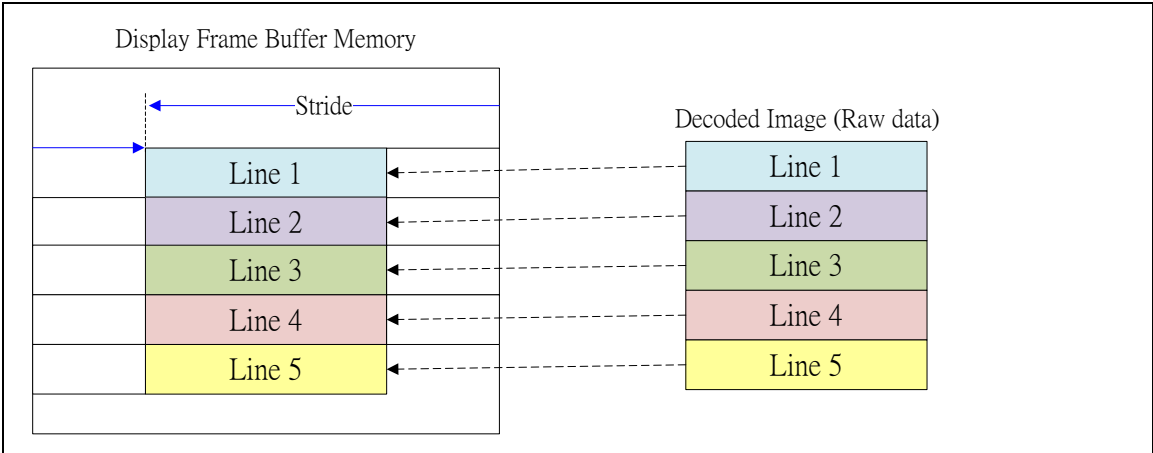 Display Frame Buffer Memory
Stride
Decoded Image (Raw data)
Line 1
Line 2
Line 3
Line 4
Line 5
Line 1
Line 2
Line 3
Line 4
Line 5